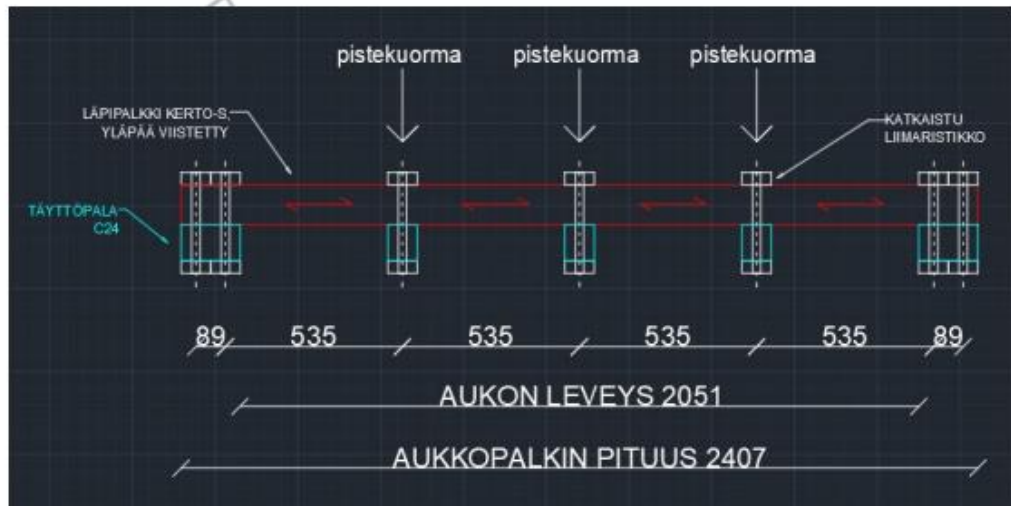 pistekuorma pistekuorma pistekuorma
LÄPIPALKKI KERTO-S,
YLÄPÄÄ VIISTETTY
KATKAISTU
LIIMARISTIKKO
TÄYTTÖPALA
C24
89 535 535 535 535 89
AUKON LEVEYS 2051
AUKKOPALKIN PITUUS 2407